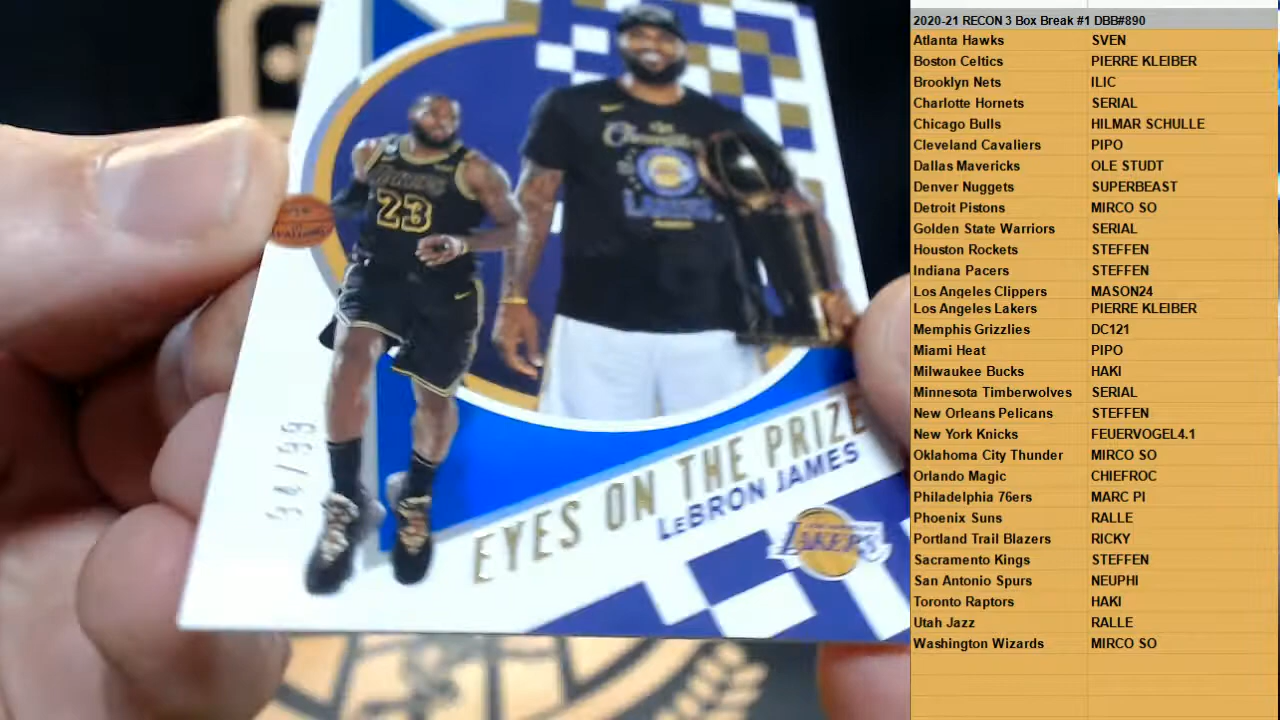 23
34/99
EYES ON THE PRIZE
LEBRON JAMES
LAKERS
2020-21 RECON 3 Box Break #1 DBB#890
Atlanta Hawks SVEN
Boston Celtics PIERRE KLEIBER
Brooklyn Nets ILIC
Charlotte Hornets SERIAL
Chicago Bulls HILMAR SCHULLE
Cleveland Cavaliers PIPO
Dallas Mavericks OLE STUDT
Denver Nuggets SUPERBEAST
Detroit Pistons MIRCO SO
Golden State Warriors SERIAL
Houston Rockets STEFFEN
Indiana Pacers STEFFEN
Los Angeles Clippers MASON24
Los Angeles Lakers PIERRE KLEIBER
Memphis Grizzlies DC121
Miami Heat PIPO
Milwaukee Bucks HAKI
Minnesota Timberwolves SERIAL
New Orleans Pelicans STEFFEN
New York Knicks FEUERVOGEL4.1
Oklahoma City Thunder MIRCO SO
Orlando Magic CHIEFROC
Philadelphia 76ers MARC PI
Phoenix Suns RALLE
Portland Trail Blazers RICKY
Sacramento Kings STEFFEN
San Antonio Spurs NEUPHI
Toronto Raptors HAKI
Utah Jazz RALLE
Washington Wizards MIRCO SO